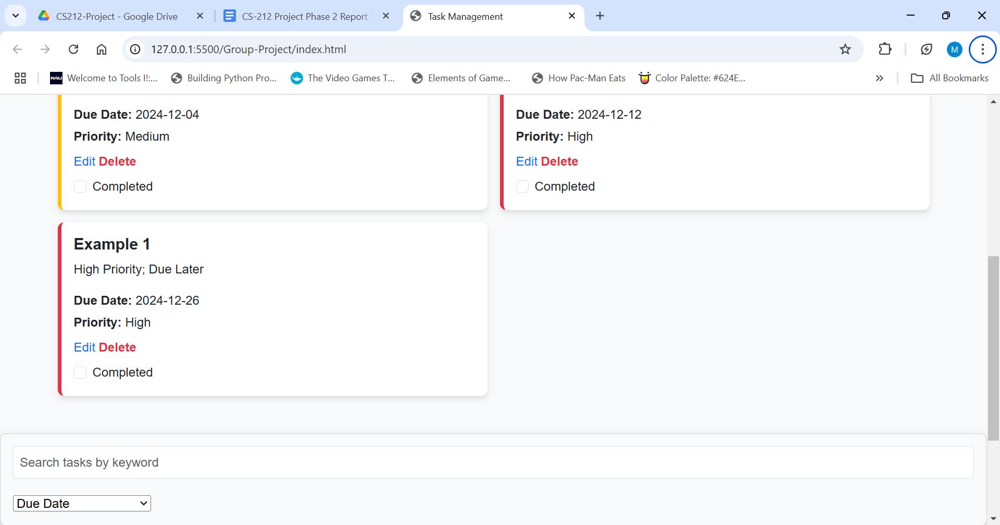 CS212-Project - Google Drive
CS-212 Project Phase 2 Report
Task Management
127.0.0.1:5500/Group-Project/index.html
M
NAU
Welcome to Tools I!:...
Building Python Pro...
The Video Games T...
Elements of Game...
How Pac-Man Eats
Color Palette: #624E...
All Bookmarks
Due Date: 2024-12-04
Priority: Medium
Edit Delete
Completed
Due Date: 2024-12-12
Priority: High
Edit Delete
Completed
Example 1
High Priority; Due Later
Due Date: 2024-12-26
Priority: High
Edit Delete
Completed
Search tasks by keyword
Due Date